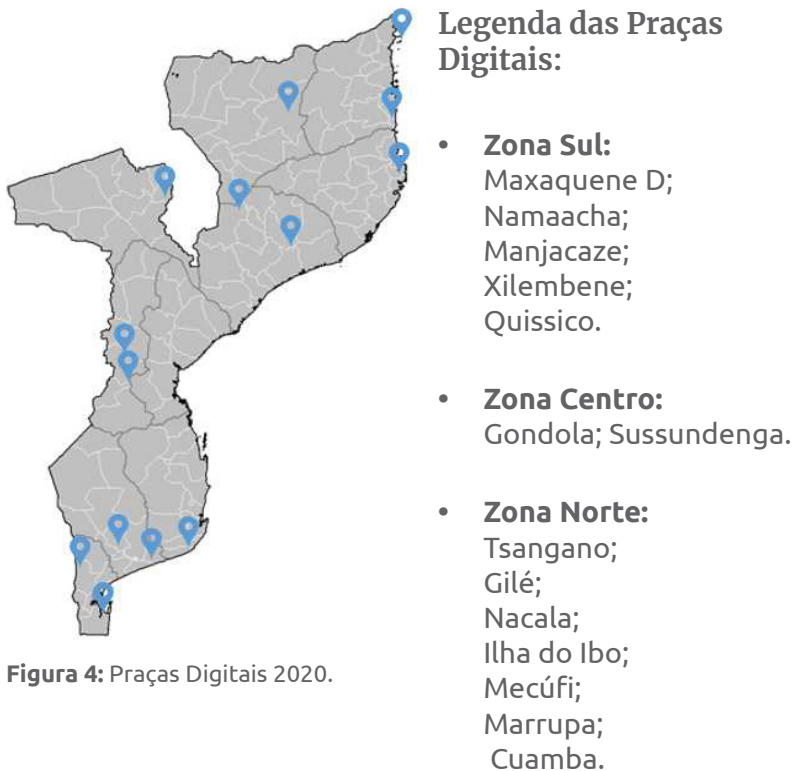 Legenda das Praças
Digitais:
• Zona Sul:
Maxaquene D;
Namaacha;
Manjacaze;
Xilembene;
Quissico.
• Zona Centro:
Gondola; Sussundenga.
• Zona Norte:
Tsangano;
Gilé;
Nacala;
Ilha do Ibo;
Mecúfi;
Marrupa;
Cuamba.
Figura 4: Praças Digitais 2020.